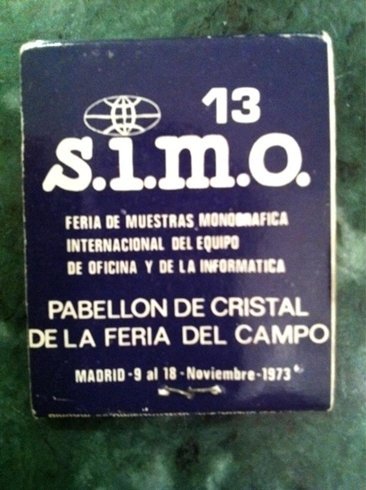 13
s.i.m.o.
FERIA DE MUESTRAS MONOGRAFICA
INTERNACIONAL DEL EQUIPO
DE OFICINA Y DE LA INFORMATICA
PABELLON DE CRISTAL
DE LA FERIA DEL CAMPO
MADRID - 9 al 18 - Noviembre - 1973